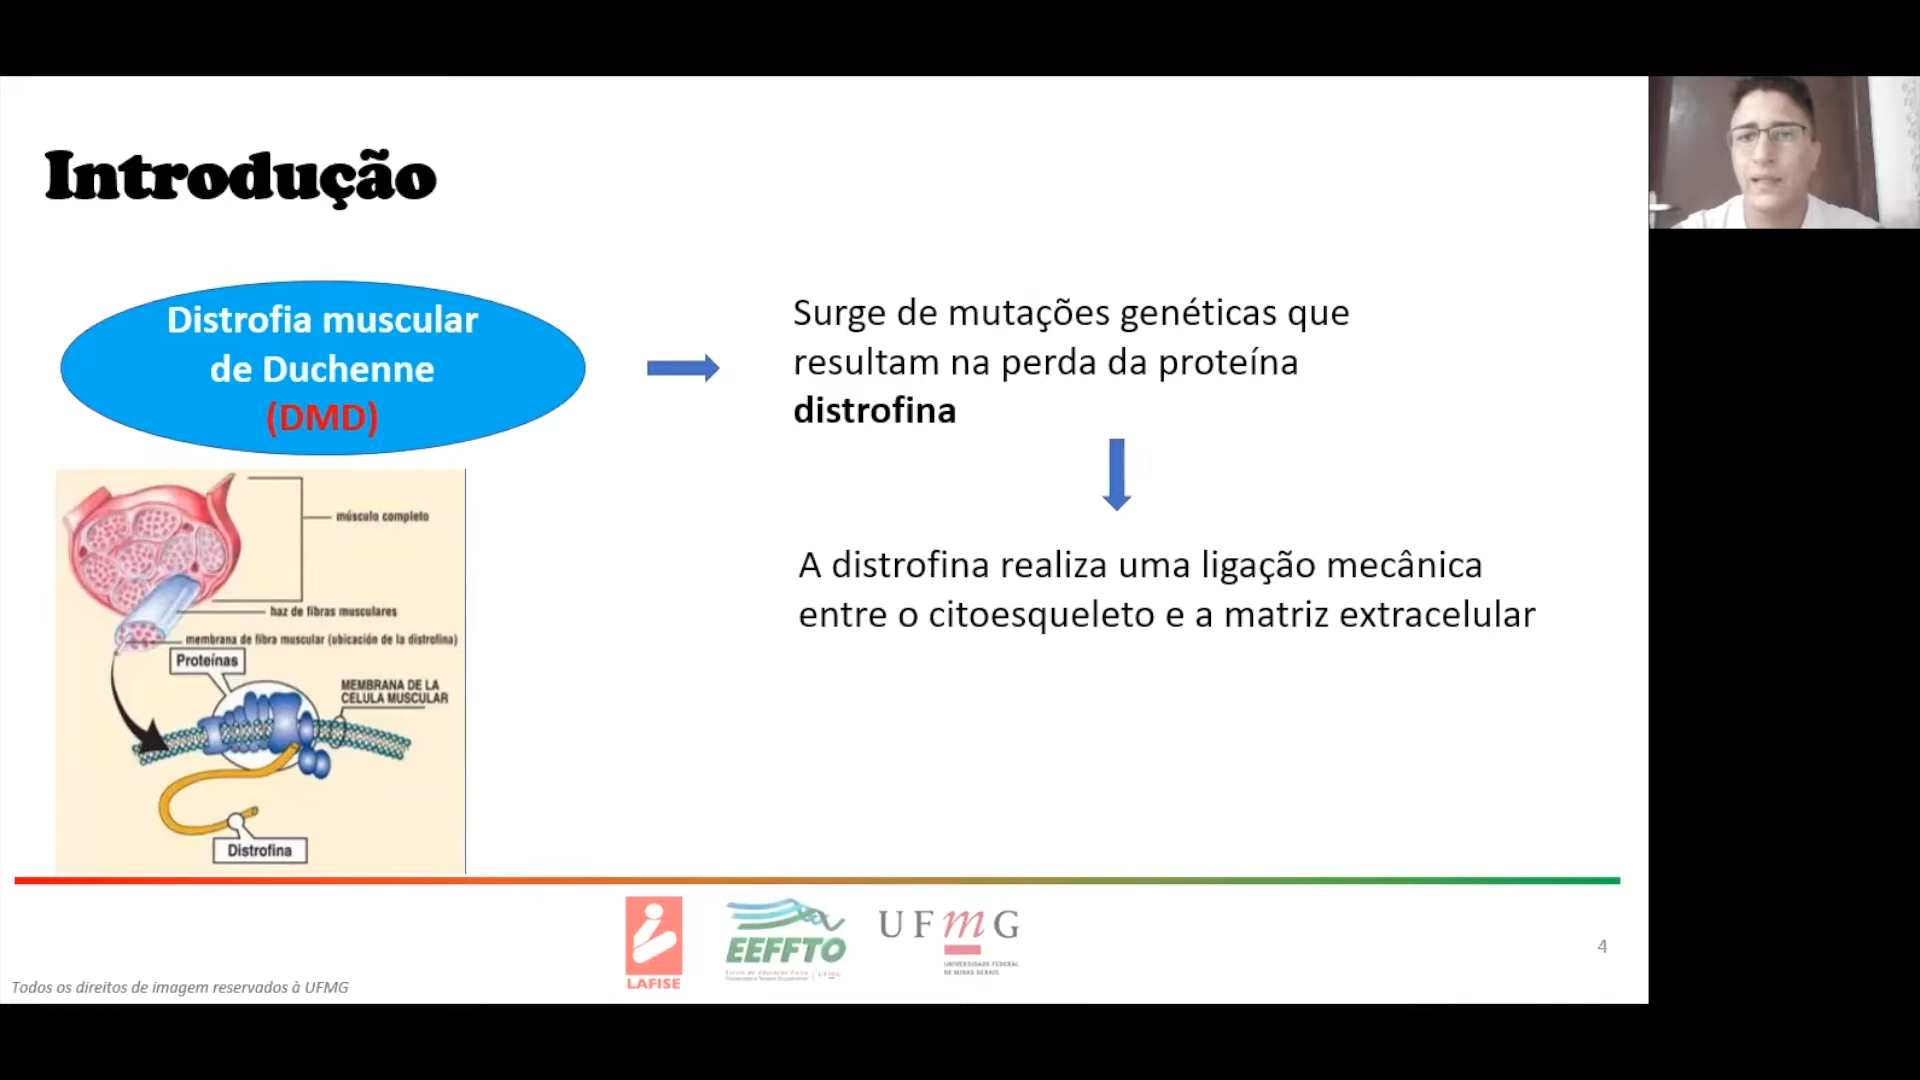 Introdução
Distrofia muscular
de Duchenne
(DMD)
Surge de mutações genéticas que
resultam na perda da proteína
distrofina
A distrofina realiza uma ligação mecânica
entre o citoesqueleto e a matriz extracelular
músculo completo
haz de fibras musculares
membrana de fibra muscular (ubicación de la distrofina)
Proteínas
MEMBRANA DE LA
CELULA MUSCULAR
Distrofina
LAFISE
EEFFTO
UFmG
UNIVERSIDADE FEDERAL
DE MINAS GERAIS
4
Todos os direitos de imagem reservados à UFMG